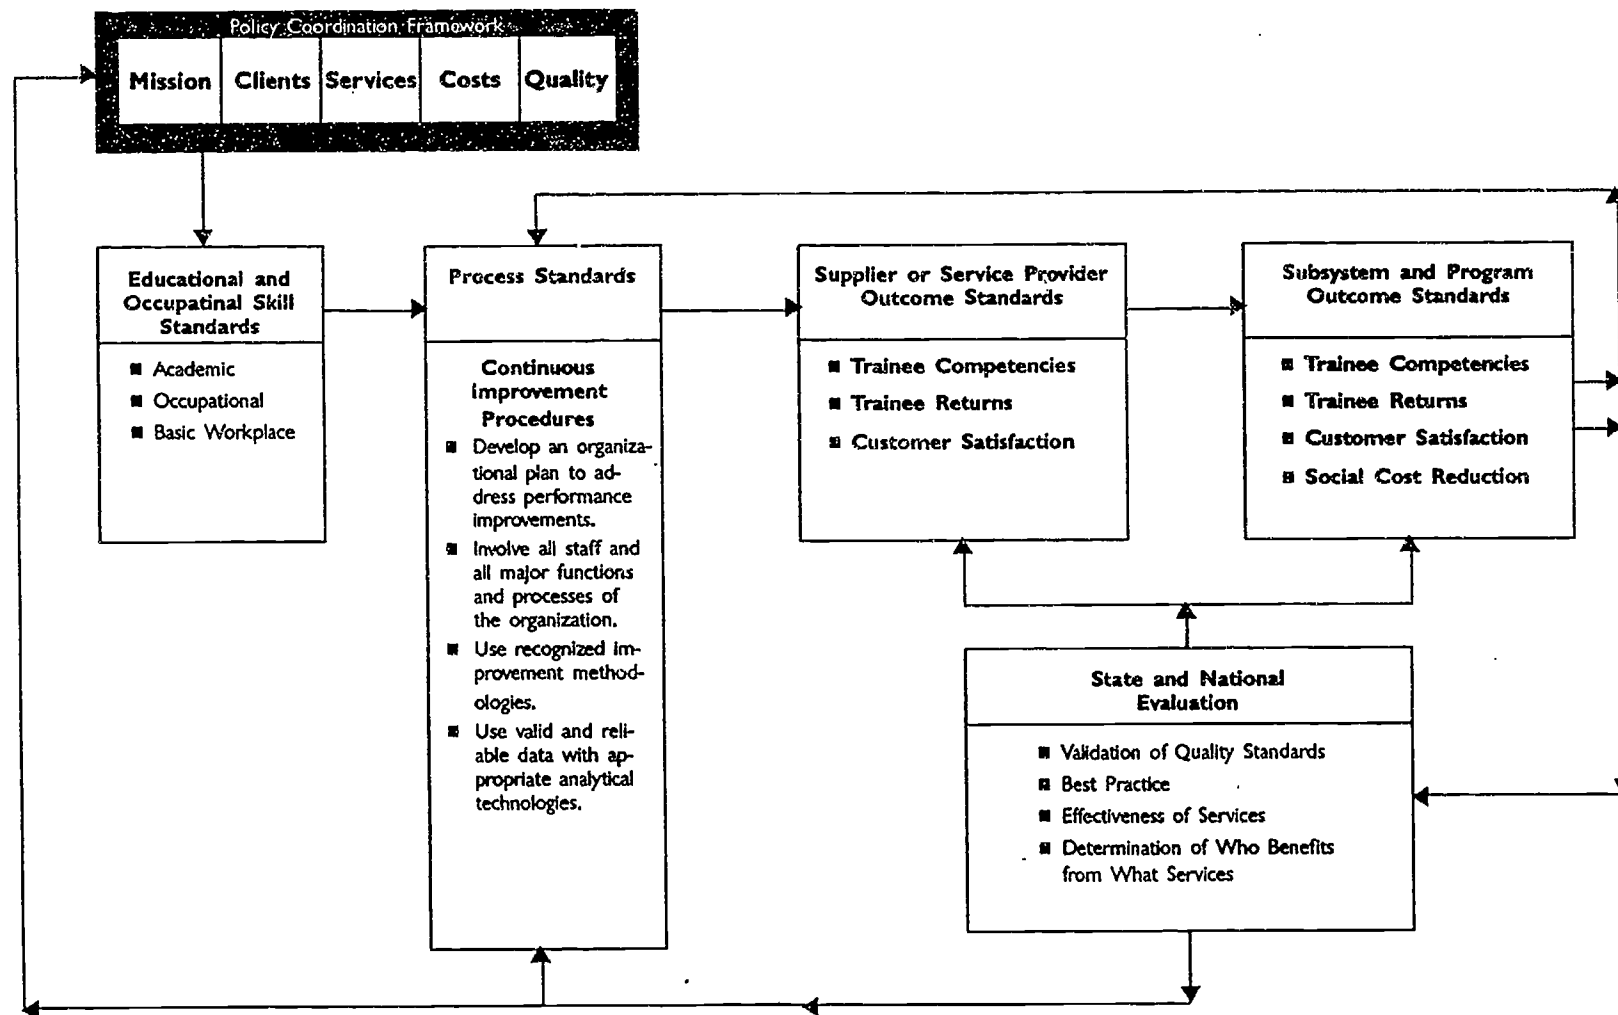 Policy Coordination Framework
Mission
Clients
Services
Costs
Quality
Educational and
Occupatinal Skill
Standards
■ Academic
■ Occupational
■ Basic Workplace
Process Standards
Continuous
Improvement
Procedures
■ Develop an organiza-
tional plan to ad-
dress performance
improvements.
■ Involve all staff and
all major functions
and processes of
the organization.
■ Use recognized im-
provement method-
ologies.
■ Use valid and reli-
able data with ap-
propriate analytical
technologies.
Supplier or Service Provider
Outcome Standards
■ Trainee Competencies
■ Trainee Returns
■ Customer Satisfaction
Subsystem and Program
Outcome Standards
■ Trainee Competencies
■ Trainee Returns
■ Customer Satisfaction
■ Social Cost Reduction
State and National
Evaluation
■ Validation of Quality Standards
■ Best Practice
■ Effectiveness of Services
■ Determination of Who Benefits
from What Services